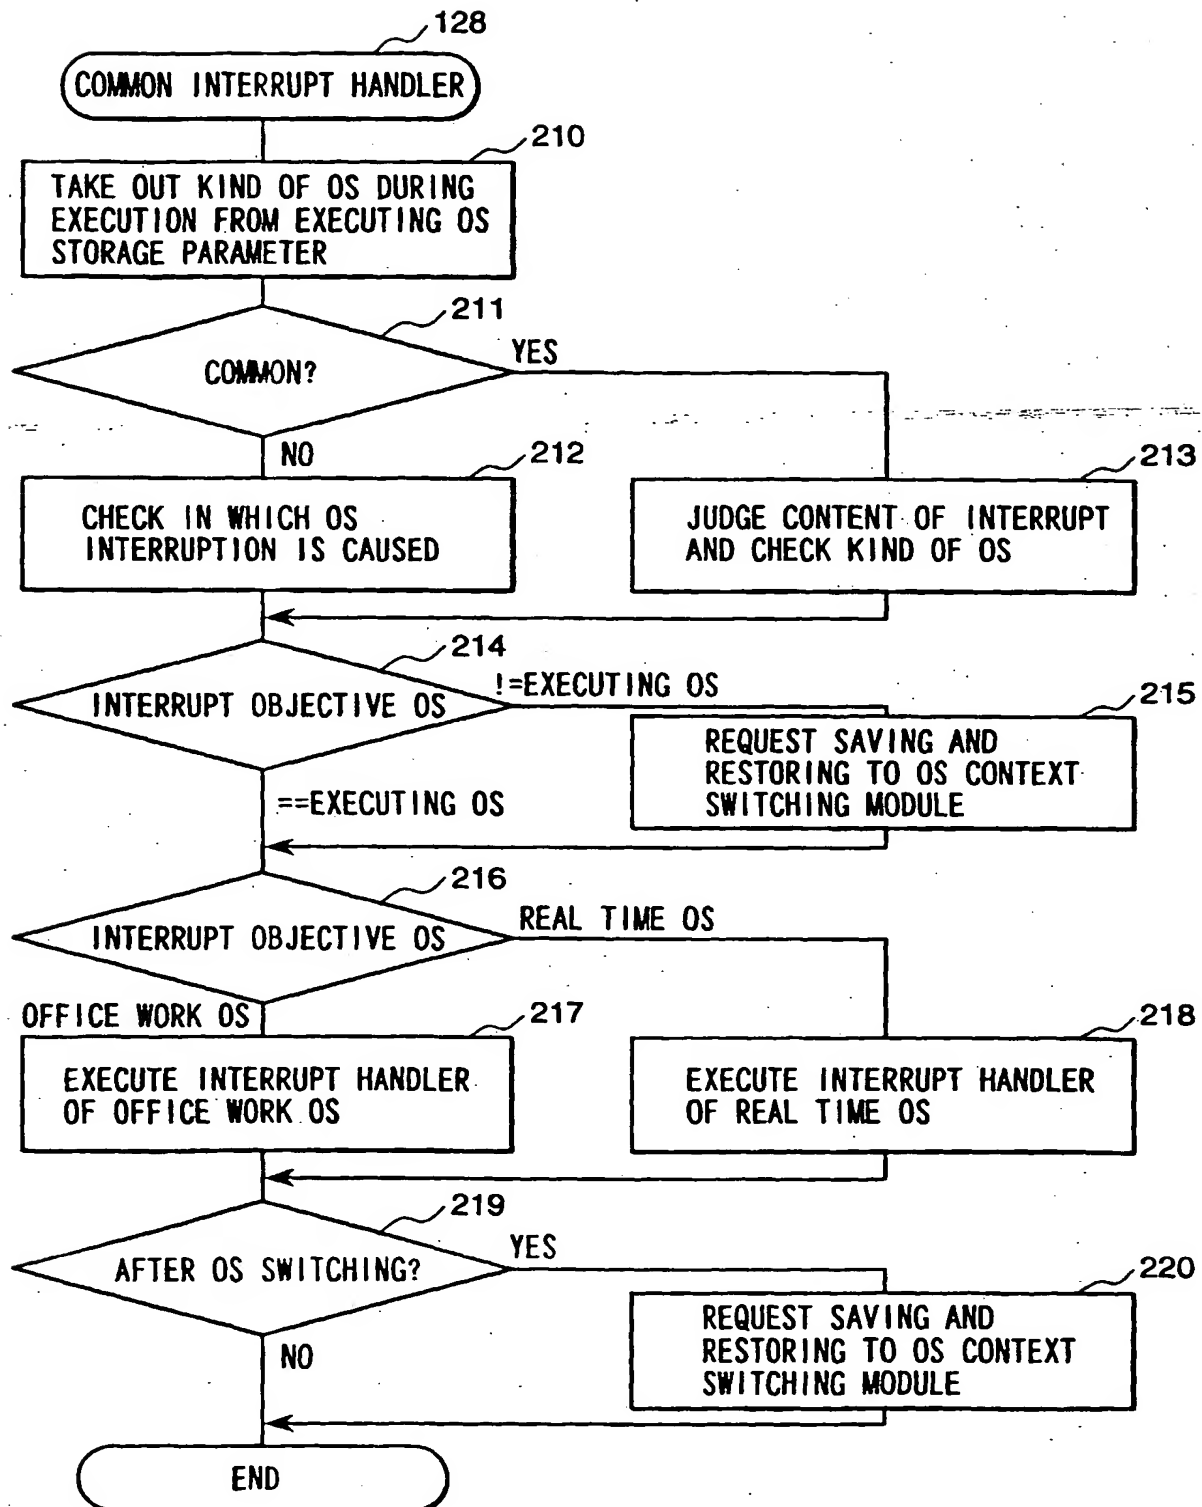 128
COMMON INTERRUPT HANDLER
210
TAKE OUT KIND OF OS DURING
EXECUTION FROM EXECUTING OS
STORAGE PARAMETER
211
COMMON?
YES
NO
212
CHECK IN WHICH OS
INTERRUPTION IS CAUSED
213
JUDGE CONTENT OF INTERRUPT
AND CHECK KIND OF OS
214
INTERRUPT OBJECTIVE OS
!=EXECUTING OS
215
REQUEST SAVING AND
RESTORING TO OS CONTEXT
SWITCHING MODULE
==EXECUTING OS
216
INTERRUPT OBJECTIVE OS
REAL TIME OS
OFFICE WORK OS
217
EXECUTE INTERRUPT HANDLER
OF OFFICE WORK OS
218
EXECUTE INTERRUPT HANDLER
OF REAL TIME OS
219
AFTER OS SWITCHING?
YES
220
REQUEST SAVING AND
RESTORING TO OS CONTEXT
SWITCHING MODULE
NO
END